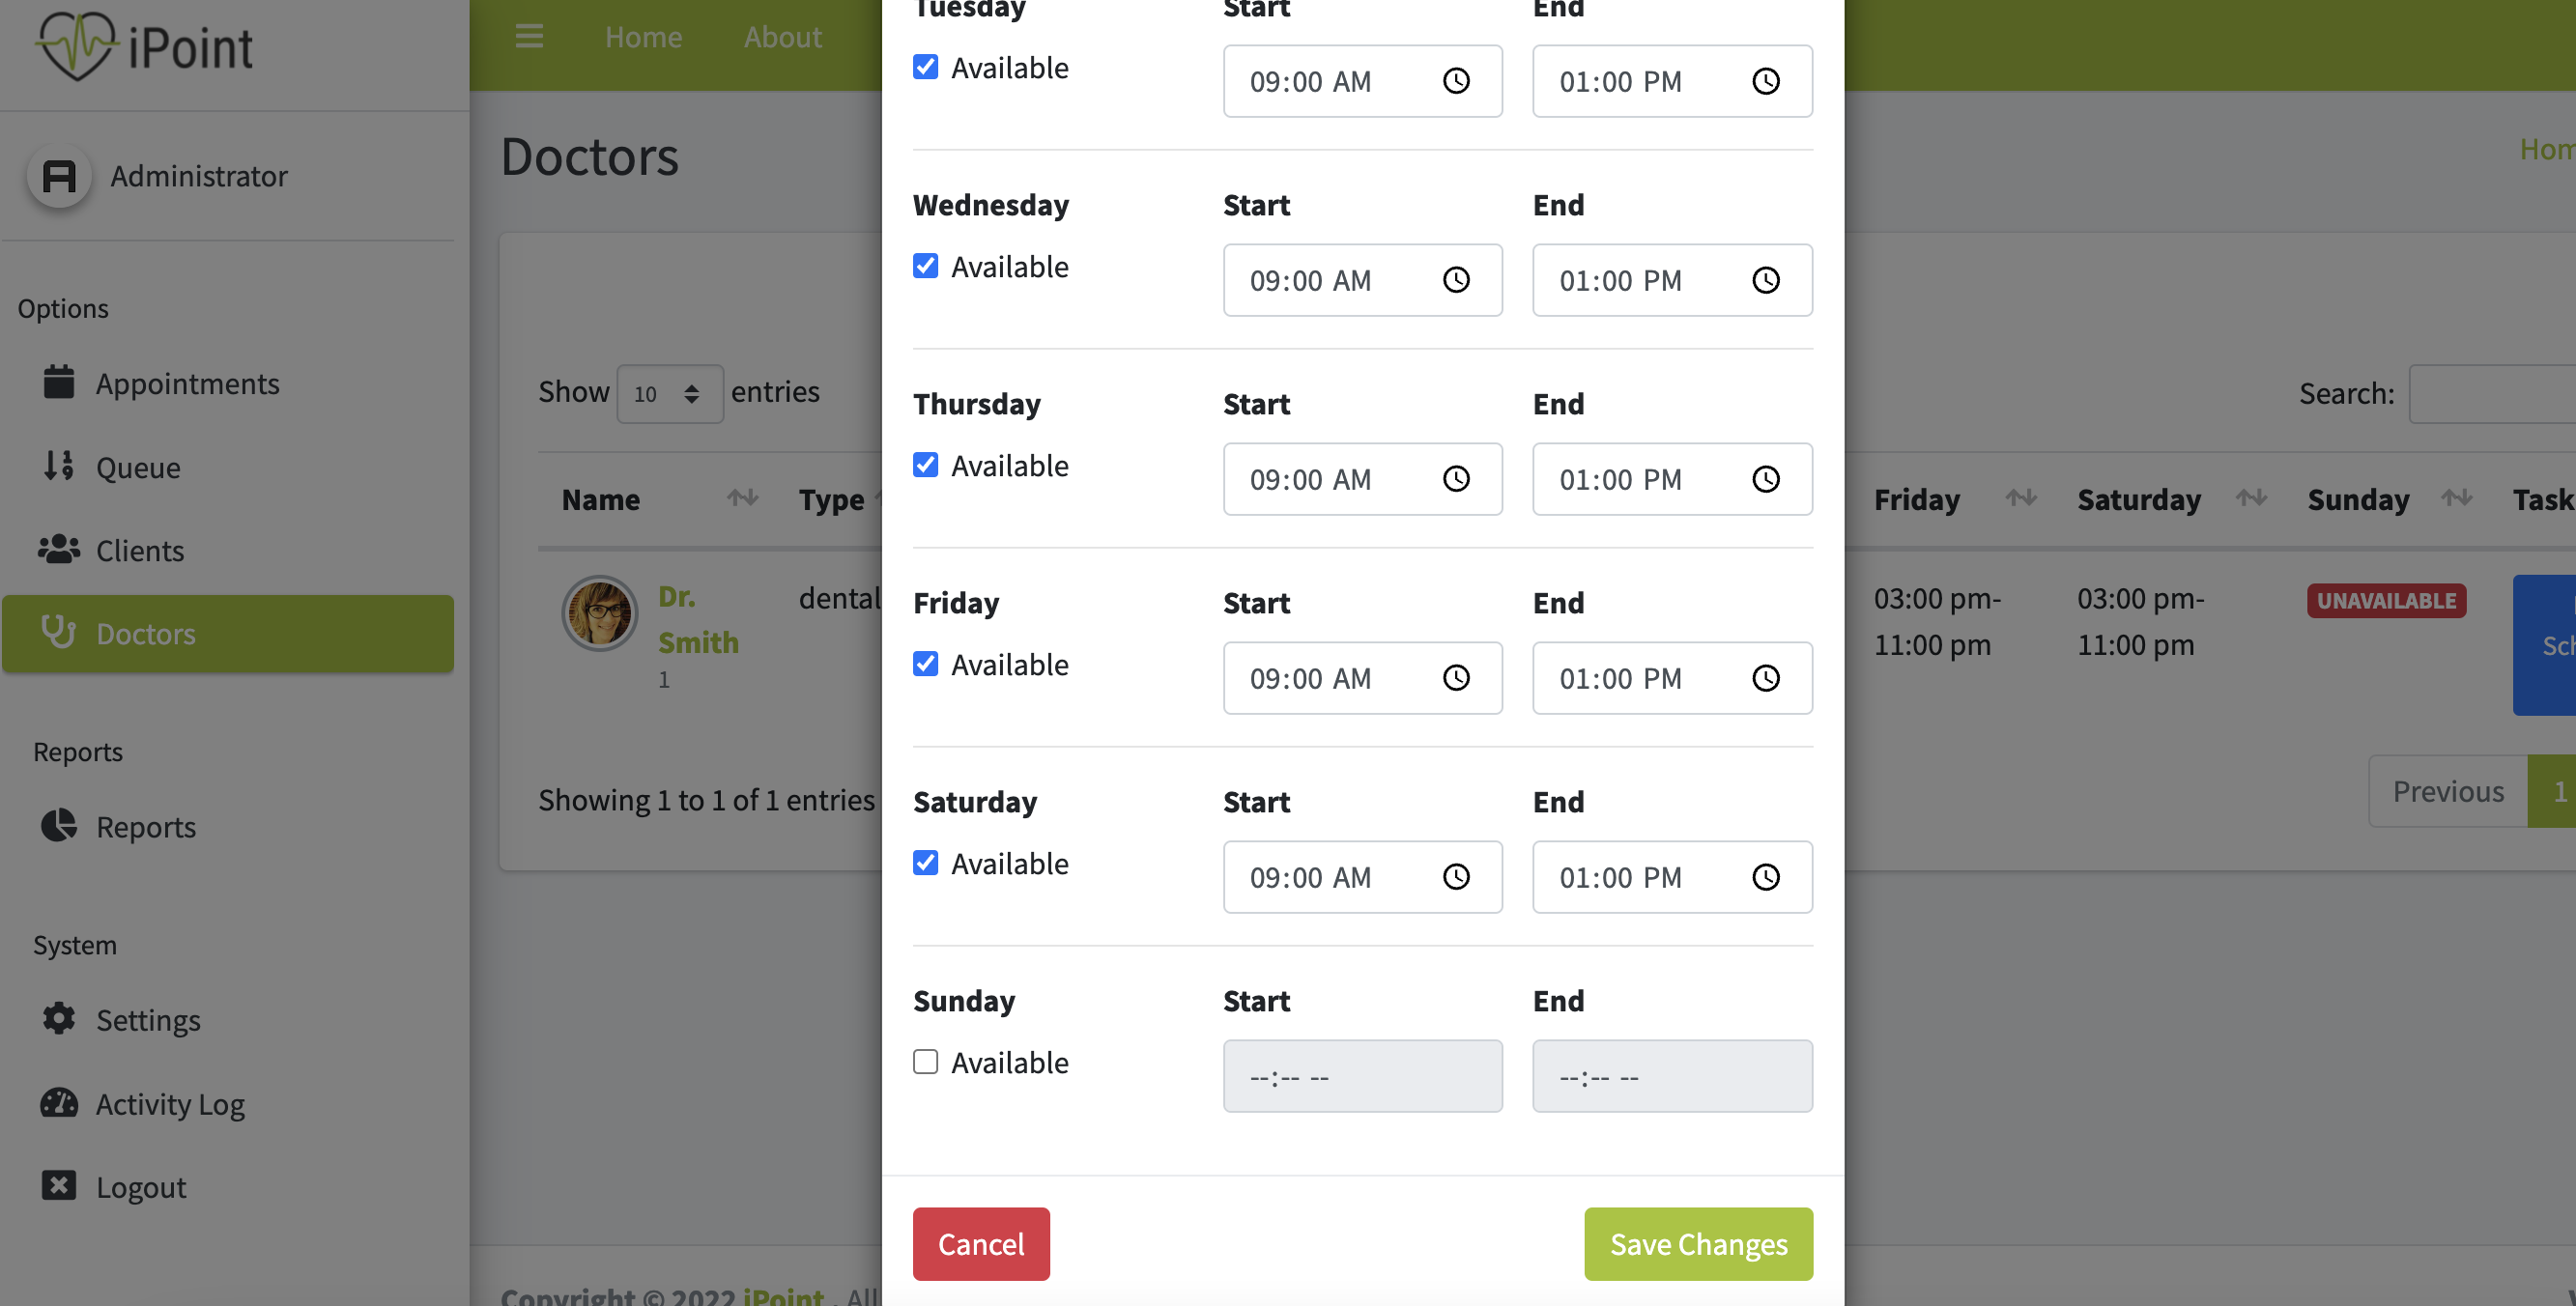 iPoint
Administrator
Options
Appointments
Queue
Clients
Doctors
Reports
Reports
System
Settings
Activity Log
Logout
Home About
Doctors
Show 10 entries
Name Type
Dr.
Smith
1
dental
Showing 1 to 1 of 1 entries
Copyright © 2022 iPoint . All
Tuesday Start End
Available 09:00 AM 01:00 PM
Wednesday Start End
Available 09:00 AM 01:00 PM
Thursday Start End
Available 09:00 AM 01:00 PM
Friday Start End
Available 09:00 AM 01:00 PM
Saturday Start End
Available 09:00 AM 01:00 PM
Sunday Start End
Available --:-- -- --:-- --
Cancel Save Changes
Hom
Search:
Friday Saturday Sunday Task
03:00 pm- 03:00 pm- UNAVAILABLE
11:00 pm 11:00 pm
Sch
Previous 1